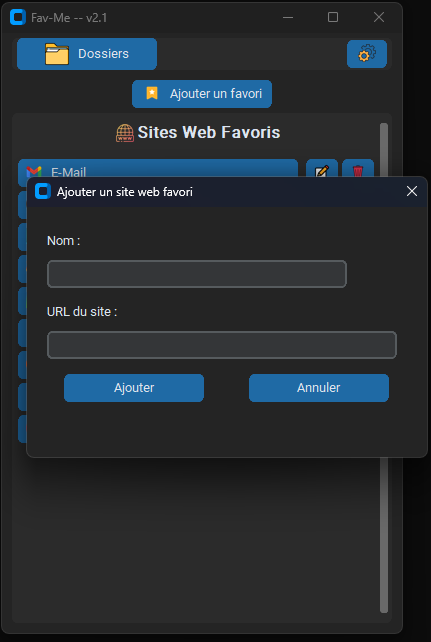 Fav-Me -- v2.1
Dossiers
Ajouter un favori
Sites Web Favoris
E-Mail
Ajouter un site web favori
Nom :
URL du site :
Ajouter Annuler